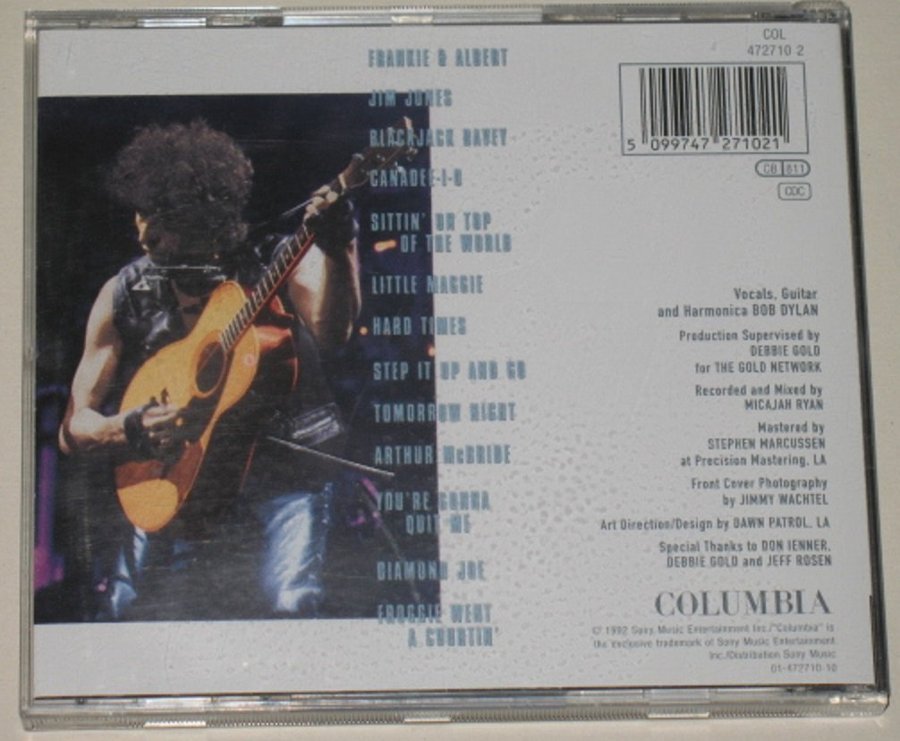 FRANKIE & ALBERT
JIM JONES
BLACKJACK DAVEY
CANADEE-I-O
SITTIN' ON TOP
OF THE WORLD
LITTLE MAGGIE
HARD TIMES
STEP IT UP AND GO
TOMORROW NIGHT
ARTHUR McBRIDE
YOU'RE GONNA
QUIT ME
DIAMOND JOE
FROGGIE WENT
A COURTIN'
COL
472710 2
5 099747 271021
CB 811
CDC
Vocals, Guitar
and Harmonica BOB DYLAN
Production Supervised by
DEBBIE GOLD
for THE GOLD NETWORK
Recorded and Mixed by
MICAJAH RYAN
Mastered by
STEPHEN MARCUSSEN
at Precision Mastering, LA
Front Cover Photography
by JIMMY WACHTEL
Art Direction/Design by DAWN PATROL, LA
Special Thanks to DON IENNER,
DEBBIE GOLD and JEFF ROSEN
COLUMBIA
© 1992 Sony Music Entertainment Inc./"Columbia" is
the exclusive trademark of Sony Music Entertainment
Inc./Distribution Sony Music
01-472710-10